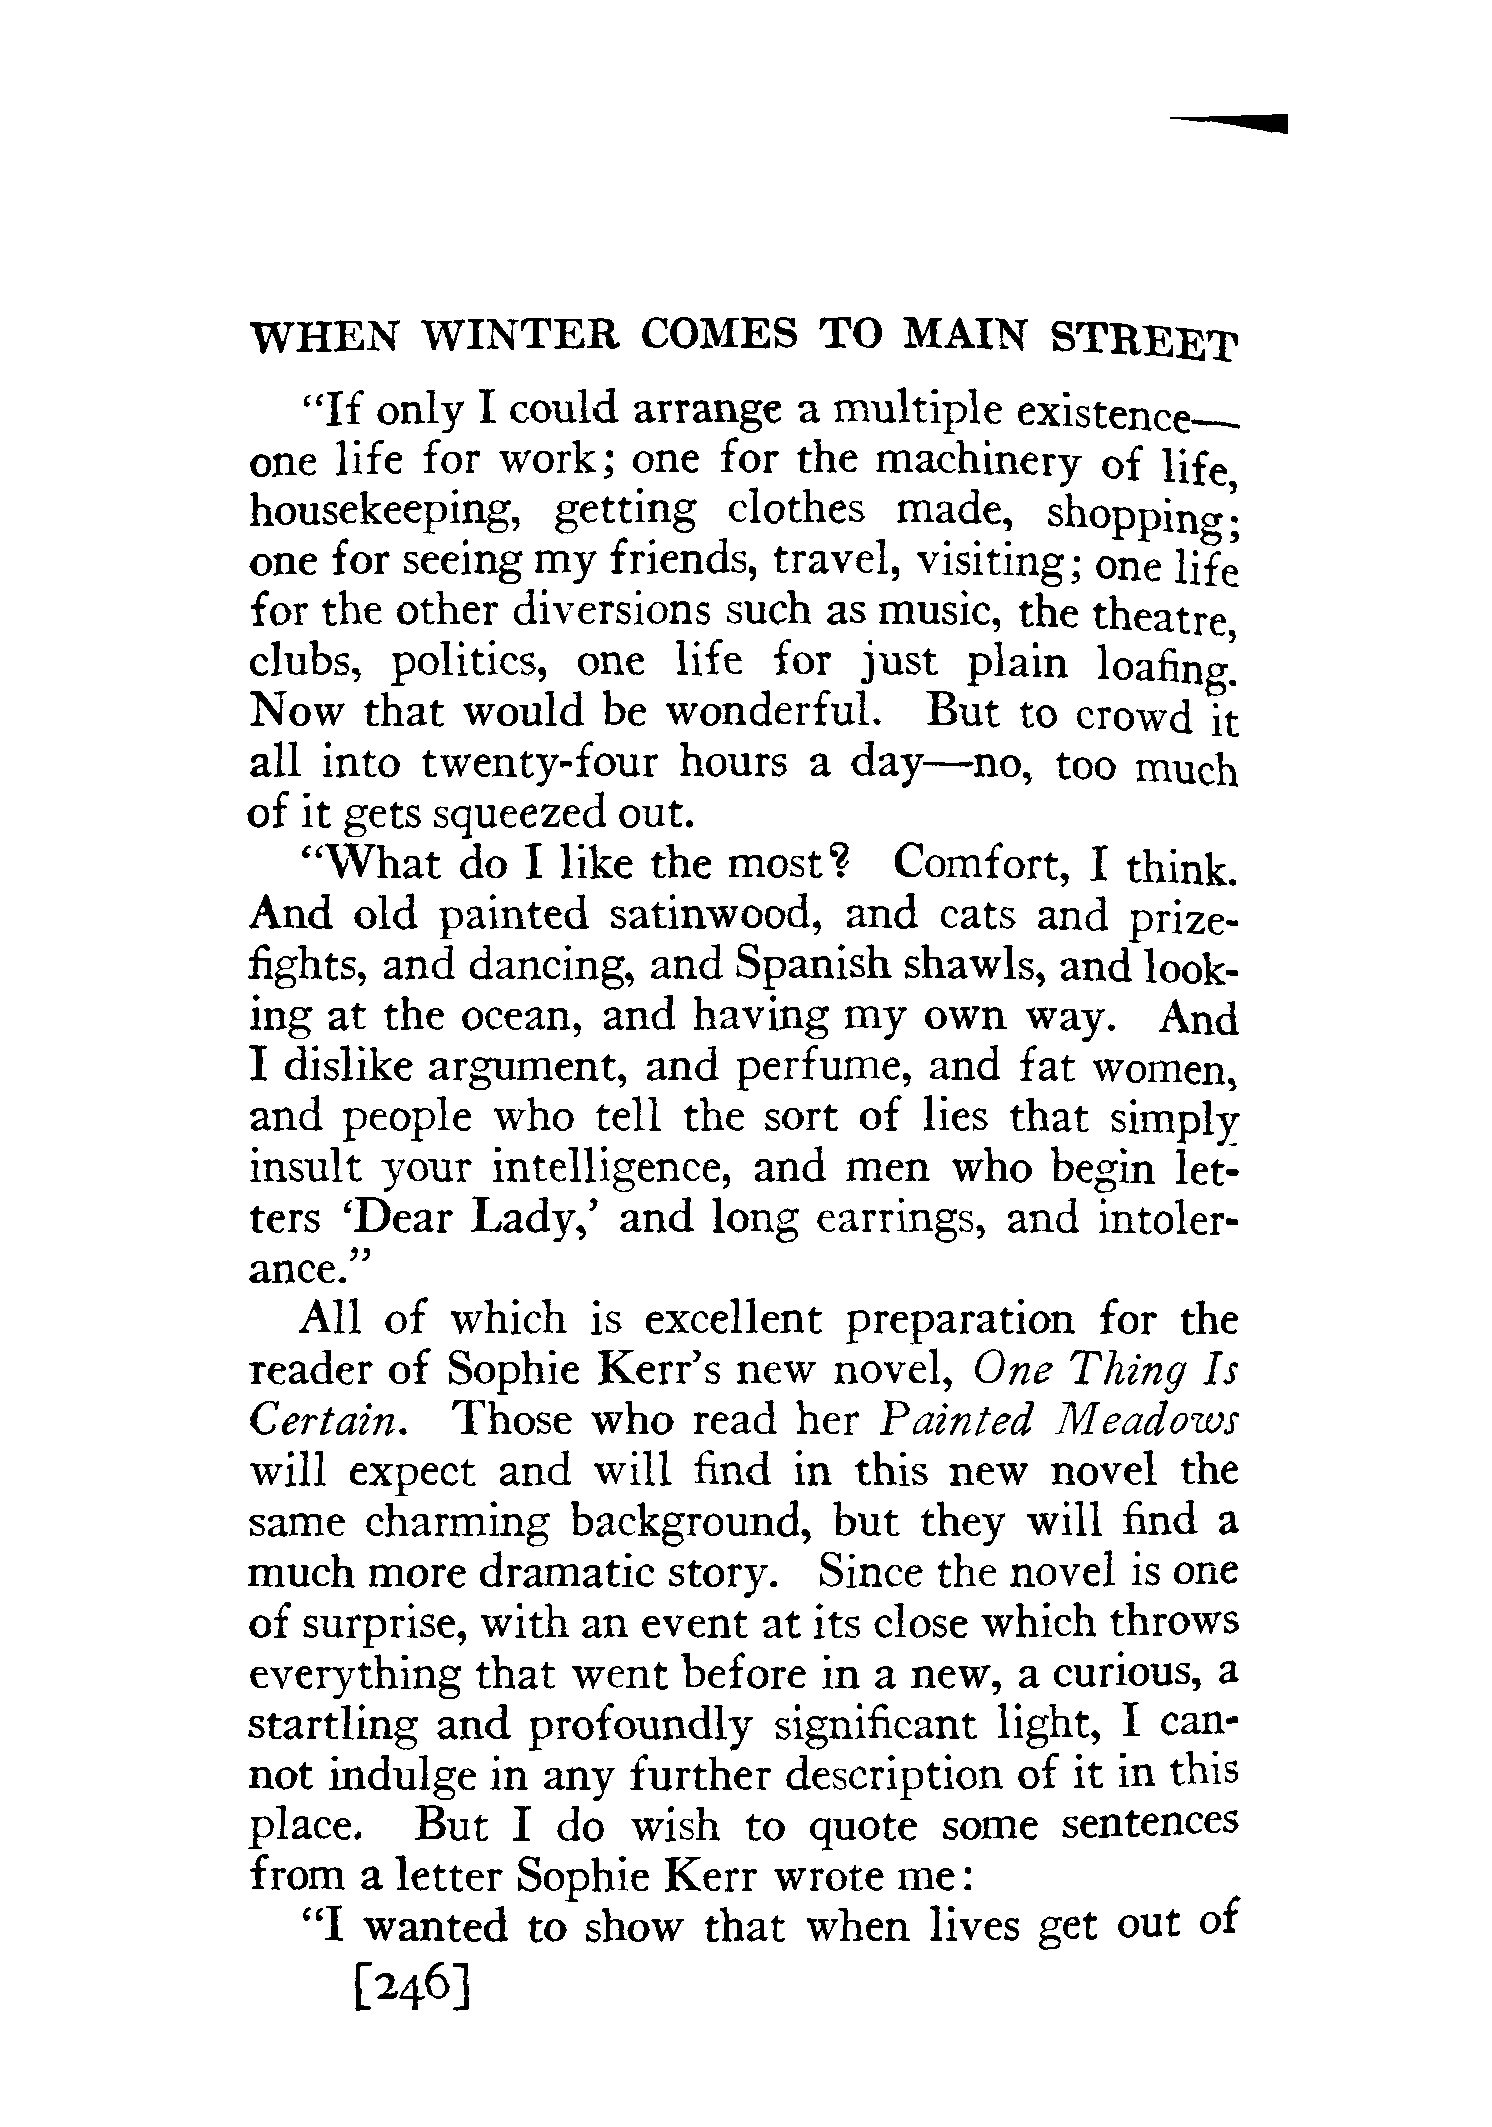 WHEN WINTER COMES TO MAIN STREET
“If only I could arrange a multiple existence—
one life for work; one for the machinery of life,
housekeeping, getting clothes made, shopping;
one for seeing my friends, travel, visiting; one life
for the other diversions such as music, the theatre,
clubs, politics, one life for just plain loafing.
Now that would be wonderful. But to crowd it
all into twenty-four hours a day—no, too much
of it gets squeezed out.
“What do I like the most? Comfort, I think.
And old painted satinwood, and cats and prize-
fights, and dancing, and Spanish shawls, and look-
ing at the ocean, and having my own way. And
I dislike argument, and perfume, and fat women,
and people who tell the sort of lies that simply
insult your intelligence, and men who begin let-
ters ‘Dear Lady,’ and long earrings, and intoler-
ance.”
All of which is excellent preparation for the
reader of Sophie Kerr’s new novel, One Thing Is
Certain. Those who read her Painted Meadows
will expect and will find in this new novel the
same charming background, but they will find a
much more dramatic story. Since the novel is one
of surprise, with an event at its close which throws
everything that went before in a new, a curious, a
startling and profoundly significant light, I can-
not indulge in any further description of it in this
place. But I do wish to quote some sentences
from a letter Sophie Kerr wrote me:
“I wanted to show that when lives get out of
[246]